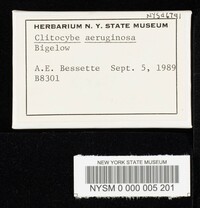 HERBARIUM N. Y. STATE MUSEUM
Clitocybe aeruginosa
Bigelow
A.E. Bessette Sept. 5, 1989
B8301
NEW YORK STATE MUSEUM
NYSM 0 000 005 201